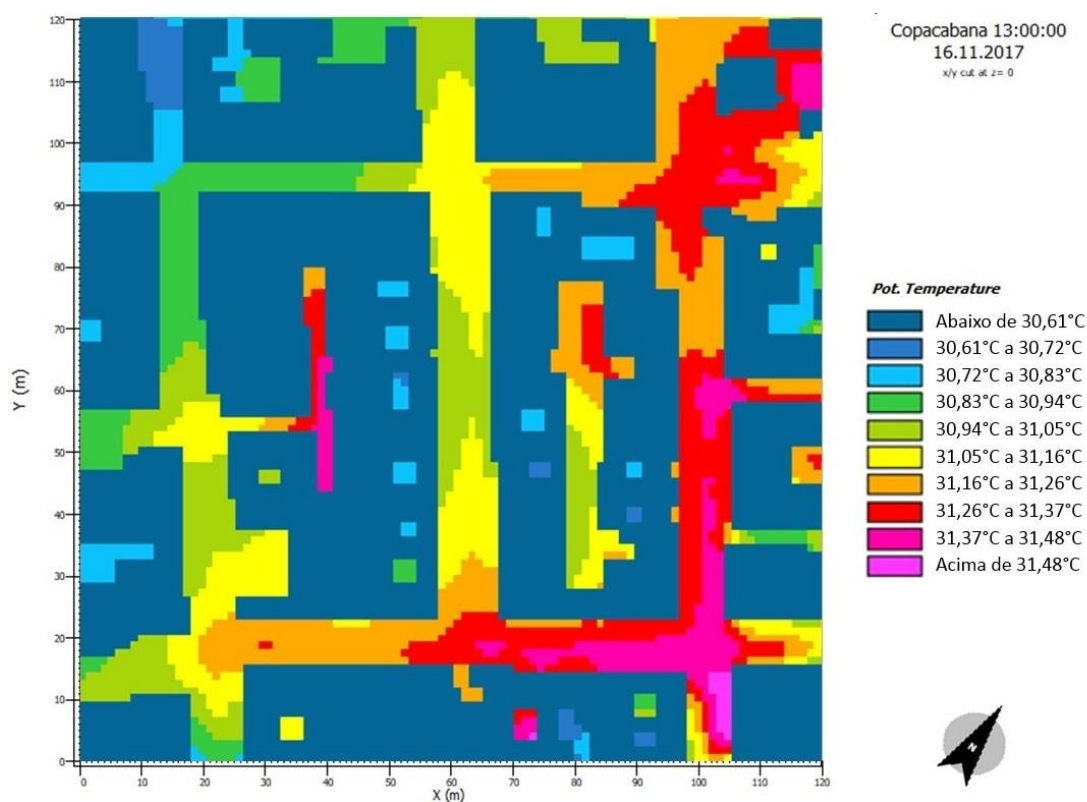 Copacabana 13:00:00
16.11.2017
x/y cut at z= 0
120
110
100
90
80
70
60
50
40
30
20
10
0
Y (m)
0 10 20 30 40 50 60 70 80 90 100 110 120
X (m)
Pot. Temperature
Abaixo de 30,61°C
30,61°C a 30,72°C
30,72°C a 30,83°C
30,83°C a 30,94°C
30,94°C a 31,05°C
31,05°C a 31,16°C
31,16°C a 31,26°C
31,26°C a 31,37°C
31,37°C a 31,48°C
Acima de 31,48°C
N